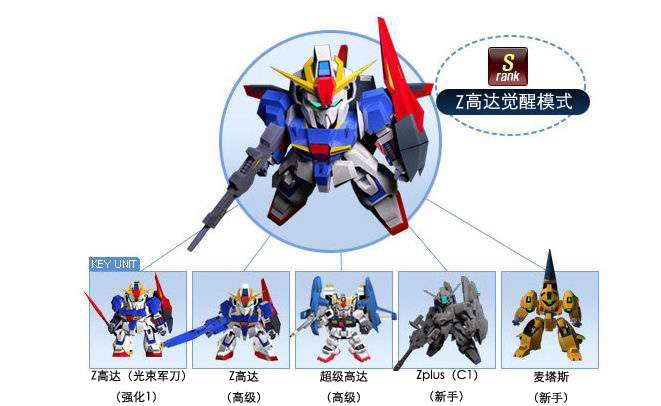 S
rank
Z高达觉醒模式
KEY UNIT
Z高达（光束军刀）
（强化1）
Z高达
（高级）
超级高达
（高级）
Zplus（C1）
（新手）
麦塔斯
（新手）